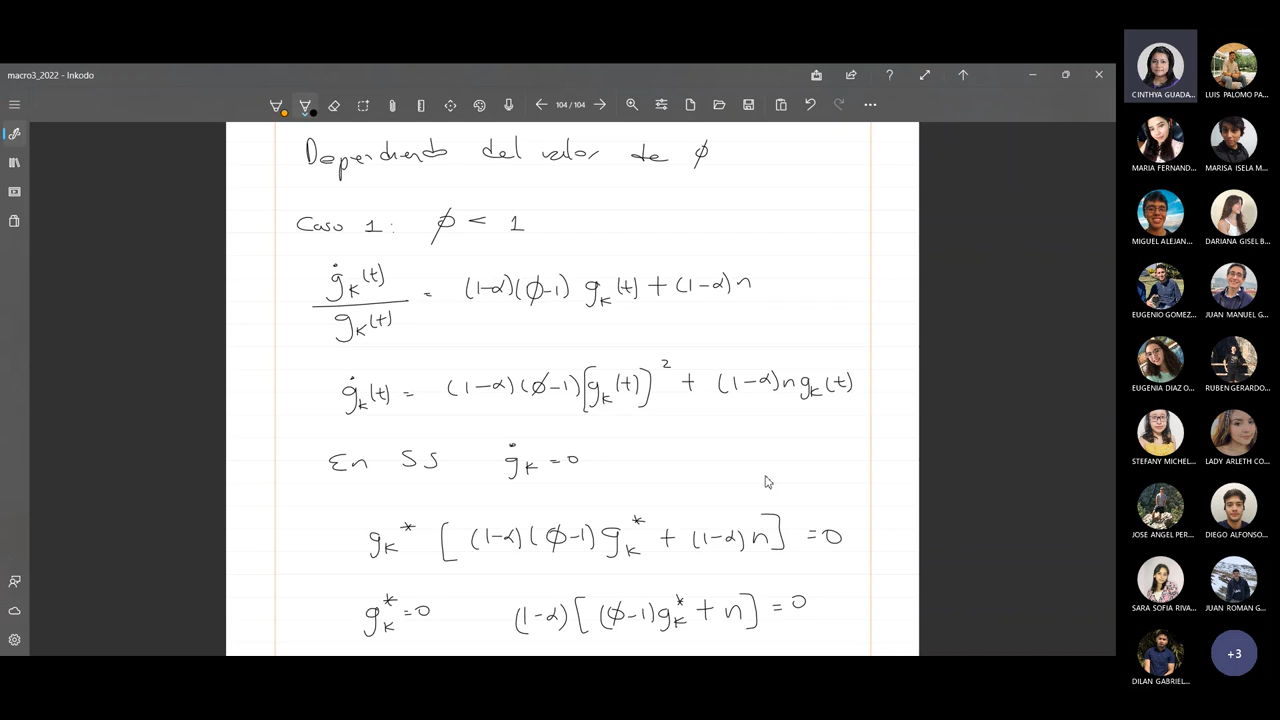 macro3_2022 - Inkodo
104 / 104
Dependiendo del valor de ϕ
Caso 1: ϕ < 1
ġ_K(t) / g_K(t) = (1-α)(ϕ-1) g_K(t) + (1-α)n
ġ_K(t) = (1-α)(ϕ-1)[g_K(t)]² + (1-α)n g_K(t)
En SS ġ_K = 0
g_K* [(1-α)(ϕ-1)g_K* + (1-α)n] = 0
g_K* = 0 (1-α)[(ϕ-1)g_K* + n] = 0
CINTHYA GUADA...
LUIS PALOMO PA...
MARIA FERNAND...
MARISA ISELA M...
MIGUEL ALEJAN...
DARIANA GISEL B...
EUGENIO GOMEZ...
JUAN MANUEL G...
EUGENIA DIAZ O...
RUBEN GERARDO...
STEFANY MICHEL...
LADY ARLETH CO...
JOSE ANGEL PER...
DIEGO ALFONSO...
SARA SOFIA RIVA...
JUAN ROMAN G...
DILAN GABRIEL...
+3